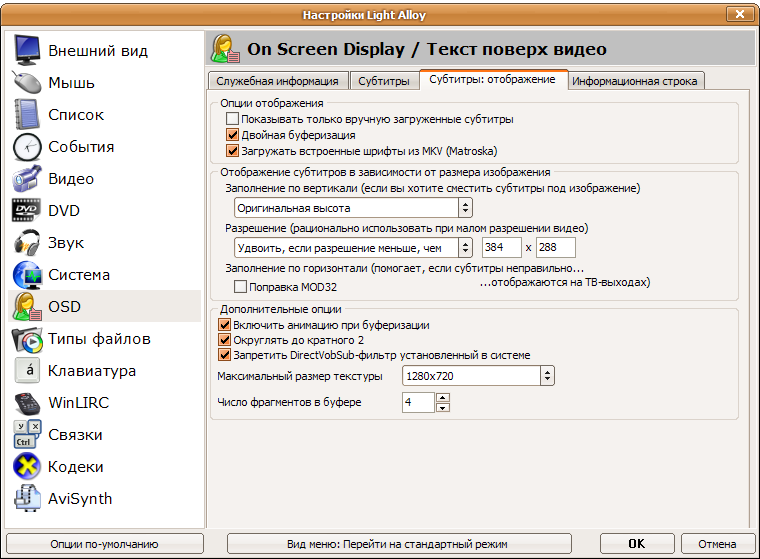 Настройки Light Alloy
Внешний вид
Мышь
Список
События
Видео
DVD
Звук
Система
OSD
Типы файлов
Клавиатура
WinLIRC
Связки
Кодеки
AviSynth
On Screen Display / Текст поверх видео
Служебная информация Субтитры Субтитры: отображение Информационная строка
Опции отображения
Показывать только вручную загруженные субтитры
Двойная буферизация
Загружать встроенные шрифты из MKV (Matroska)
Отображение субтитров в зависимости от размера изображения
Заполнение по вертикали (если вы хотите сместить субтитры под изображение)
Оригинальная высота
Разрешение (рационально использовать при малом разрешении видео)
Удвоить, если разрешение меньше, чем 384 x 288
Заполнение по горизонтали (помогает, если субтитры неправильно...
...отображаются на ТВ-выходах)
Поправка MOD32
Дополнительные опции
Включить анимацию при буферизации
Округлять до кратного 2
Запретить DirectVobSub-фильтр установленный в системе
Максимальный размер текстуры 1280x720
Число фрагментов в буфере 4
Опции по-умолчанию Вид меню: Перейти на стандартный режим OK Отмена